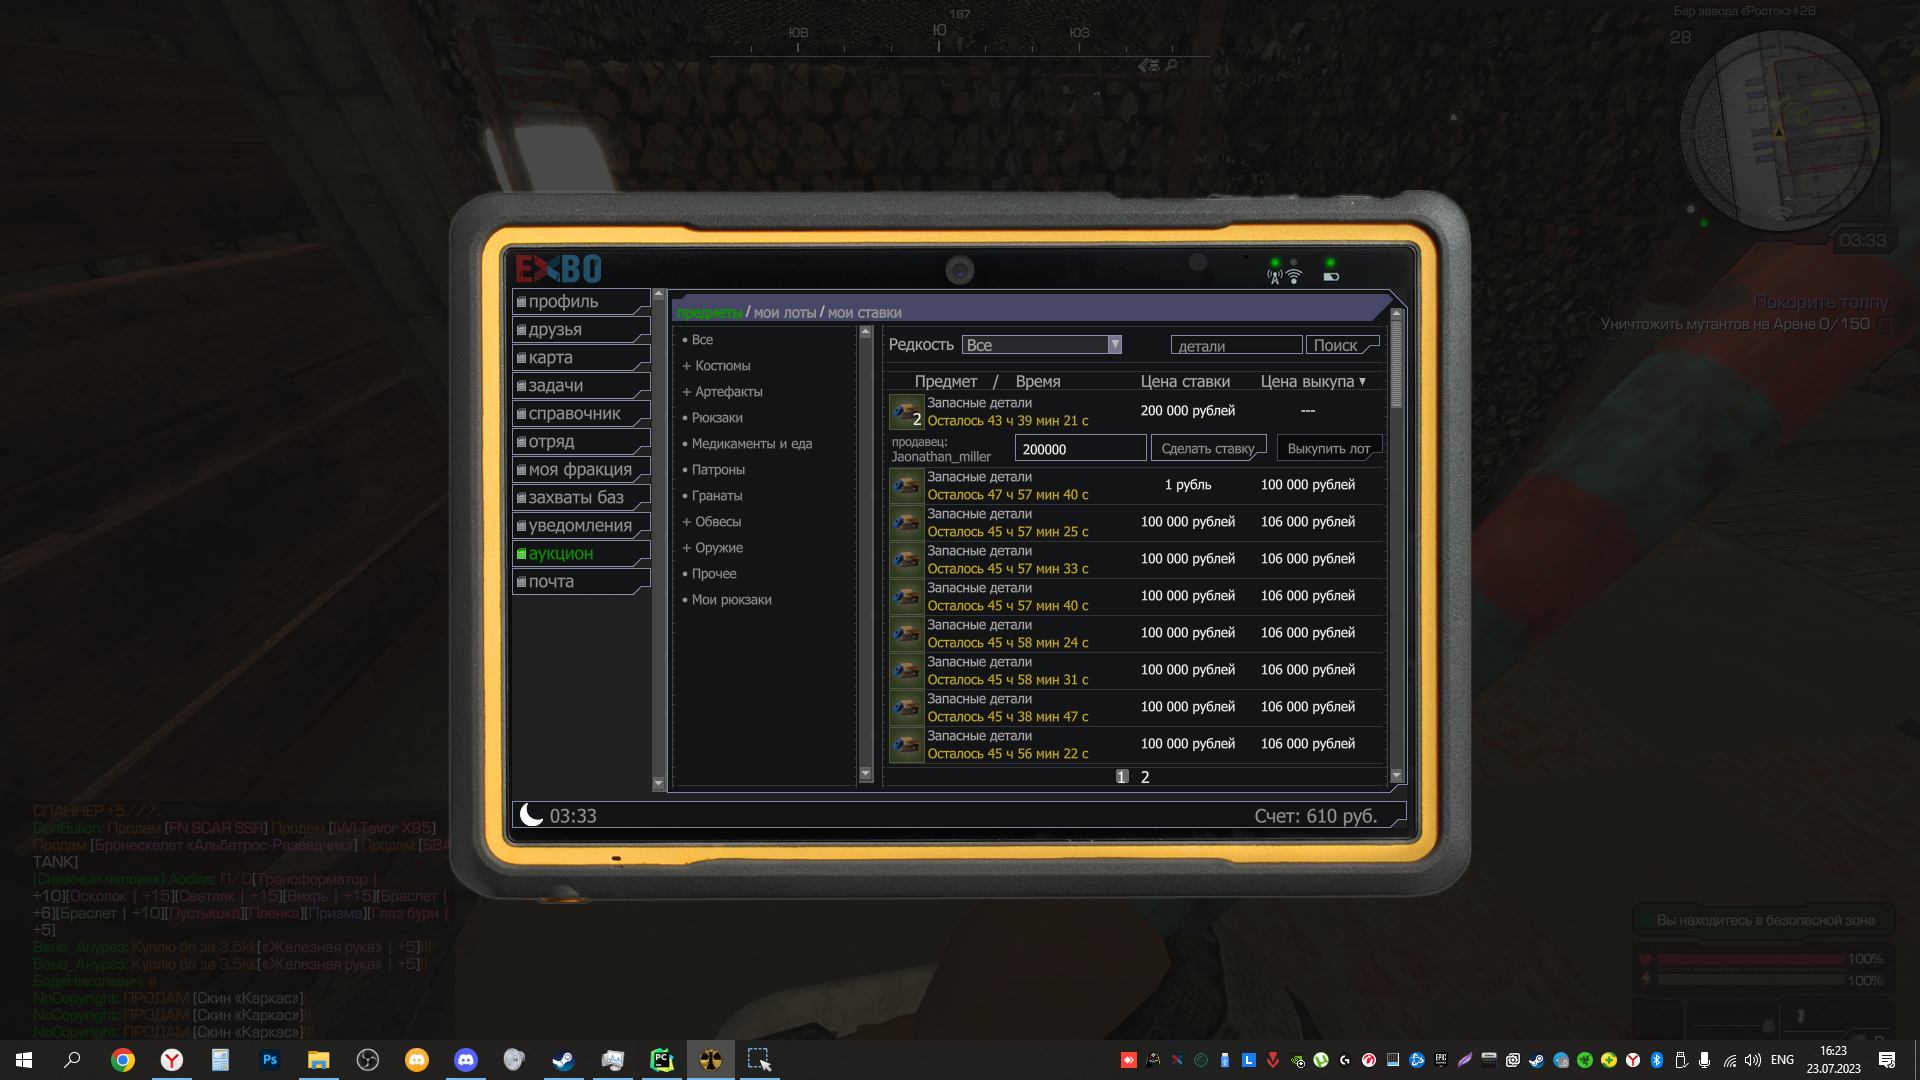 187
ЮВ Ю ЮЗ
Бар завода «Росток»#28
28
03:33
Покорить толпу
Уничтожить мутантов на Арене 0/150
EXBO
профиль
друзья
карта
задачи
справочник
отряд
моя фракция
захваты баз
уведомления
аукцион
почта
предметы / мои лоты / мои ставки
• Все
+ Костюмы
+ Артефакты
• Рюкзаки
• Медикаменты и еда
• Патроны
• Гранаты
+ Обвесы
+ Оружие
• Прочее
• Мои рюкзаки
Редкость Все детали Поиск
Предмет / Время Цена ставки Цена выкупа ▼
Запасные детали
2 Осталось 43 ч 39 мин 21 с 200 000 рублей ---
продавец:
Jaonathan_miller 200000 Сделать ставку Выкупить лот
Запасные детали
Осталось 47 ч 57 мин 40 с 1 рубль 100 000 рублей
Запасные детали
Осталось 45 ч 57 мин 25 с 100 000 рублей 106 000 рублей
Запасные детали
Осталось 45 ч 57 мин 33 с 100 000 рублей 106 000 рублей
Запасные детали
Осталось 45 ч 57 мин 40 с 100 000 рублей 106 000 рублей
Запасные детали
Осталось 45 ч 58 мин 24 с 100 000 рублей 106 000 рублей
Запасные детали
Осталось 45 ч 58 мин 31 с 100 000 рублей 106 000 рублей
Запасные детали
Осталось 45 ч 38 мин 47 с 100 000 рублей 106 000 рублей
Запасные детали
Осталось 45 ч 56 мин 22 с 100 000 рублей 106 000 рублей
1 2
03:33 Счет: 610 руб.
СПАННЕР +5///..
DonBulion: Продам [FN SCAR SSR] Продам [IWI Tavor X95]
Продам [Бронескелет «Альбатрос-Разведчик»] Продам [SBA
TANK]
[Снежный человек] Apdiss: П/О[Трансформатор |
+10][Осколок | +15][Светляк | +15][Вихрь | +15][Браслет |
+6][Браслет | +10][Пустышка][Пленка][Призма][Глаз бури |
+5]
Вано_Анурез: Куплю бп за 3.5kk[«Железная рука» | +5]!!!
Вано_Анурез: Куплю бп за 3.5kk[«Железная рука» | +5]!!
БодяНиколевич: в
NoCopyright: ПРОДАМ [Скин «Каркас»]!
NoCopyright: ПРОДАМ [Скин «Каркас»]!!
NoCopyright: ПРОДАМ [Скин «Каркас»]!!!
Вы находитесь в безопасной зоне
100%
100%
Ps
PC
L
EPIC
ENG
16:23
23.07.2023